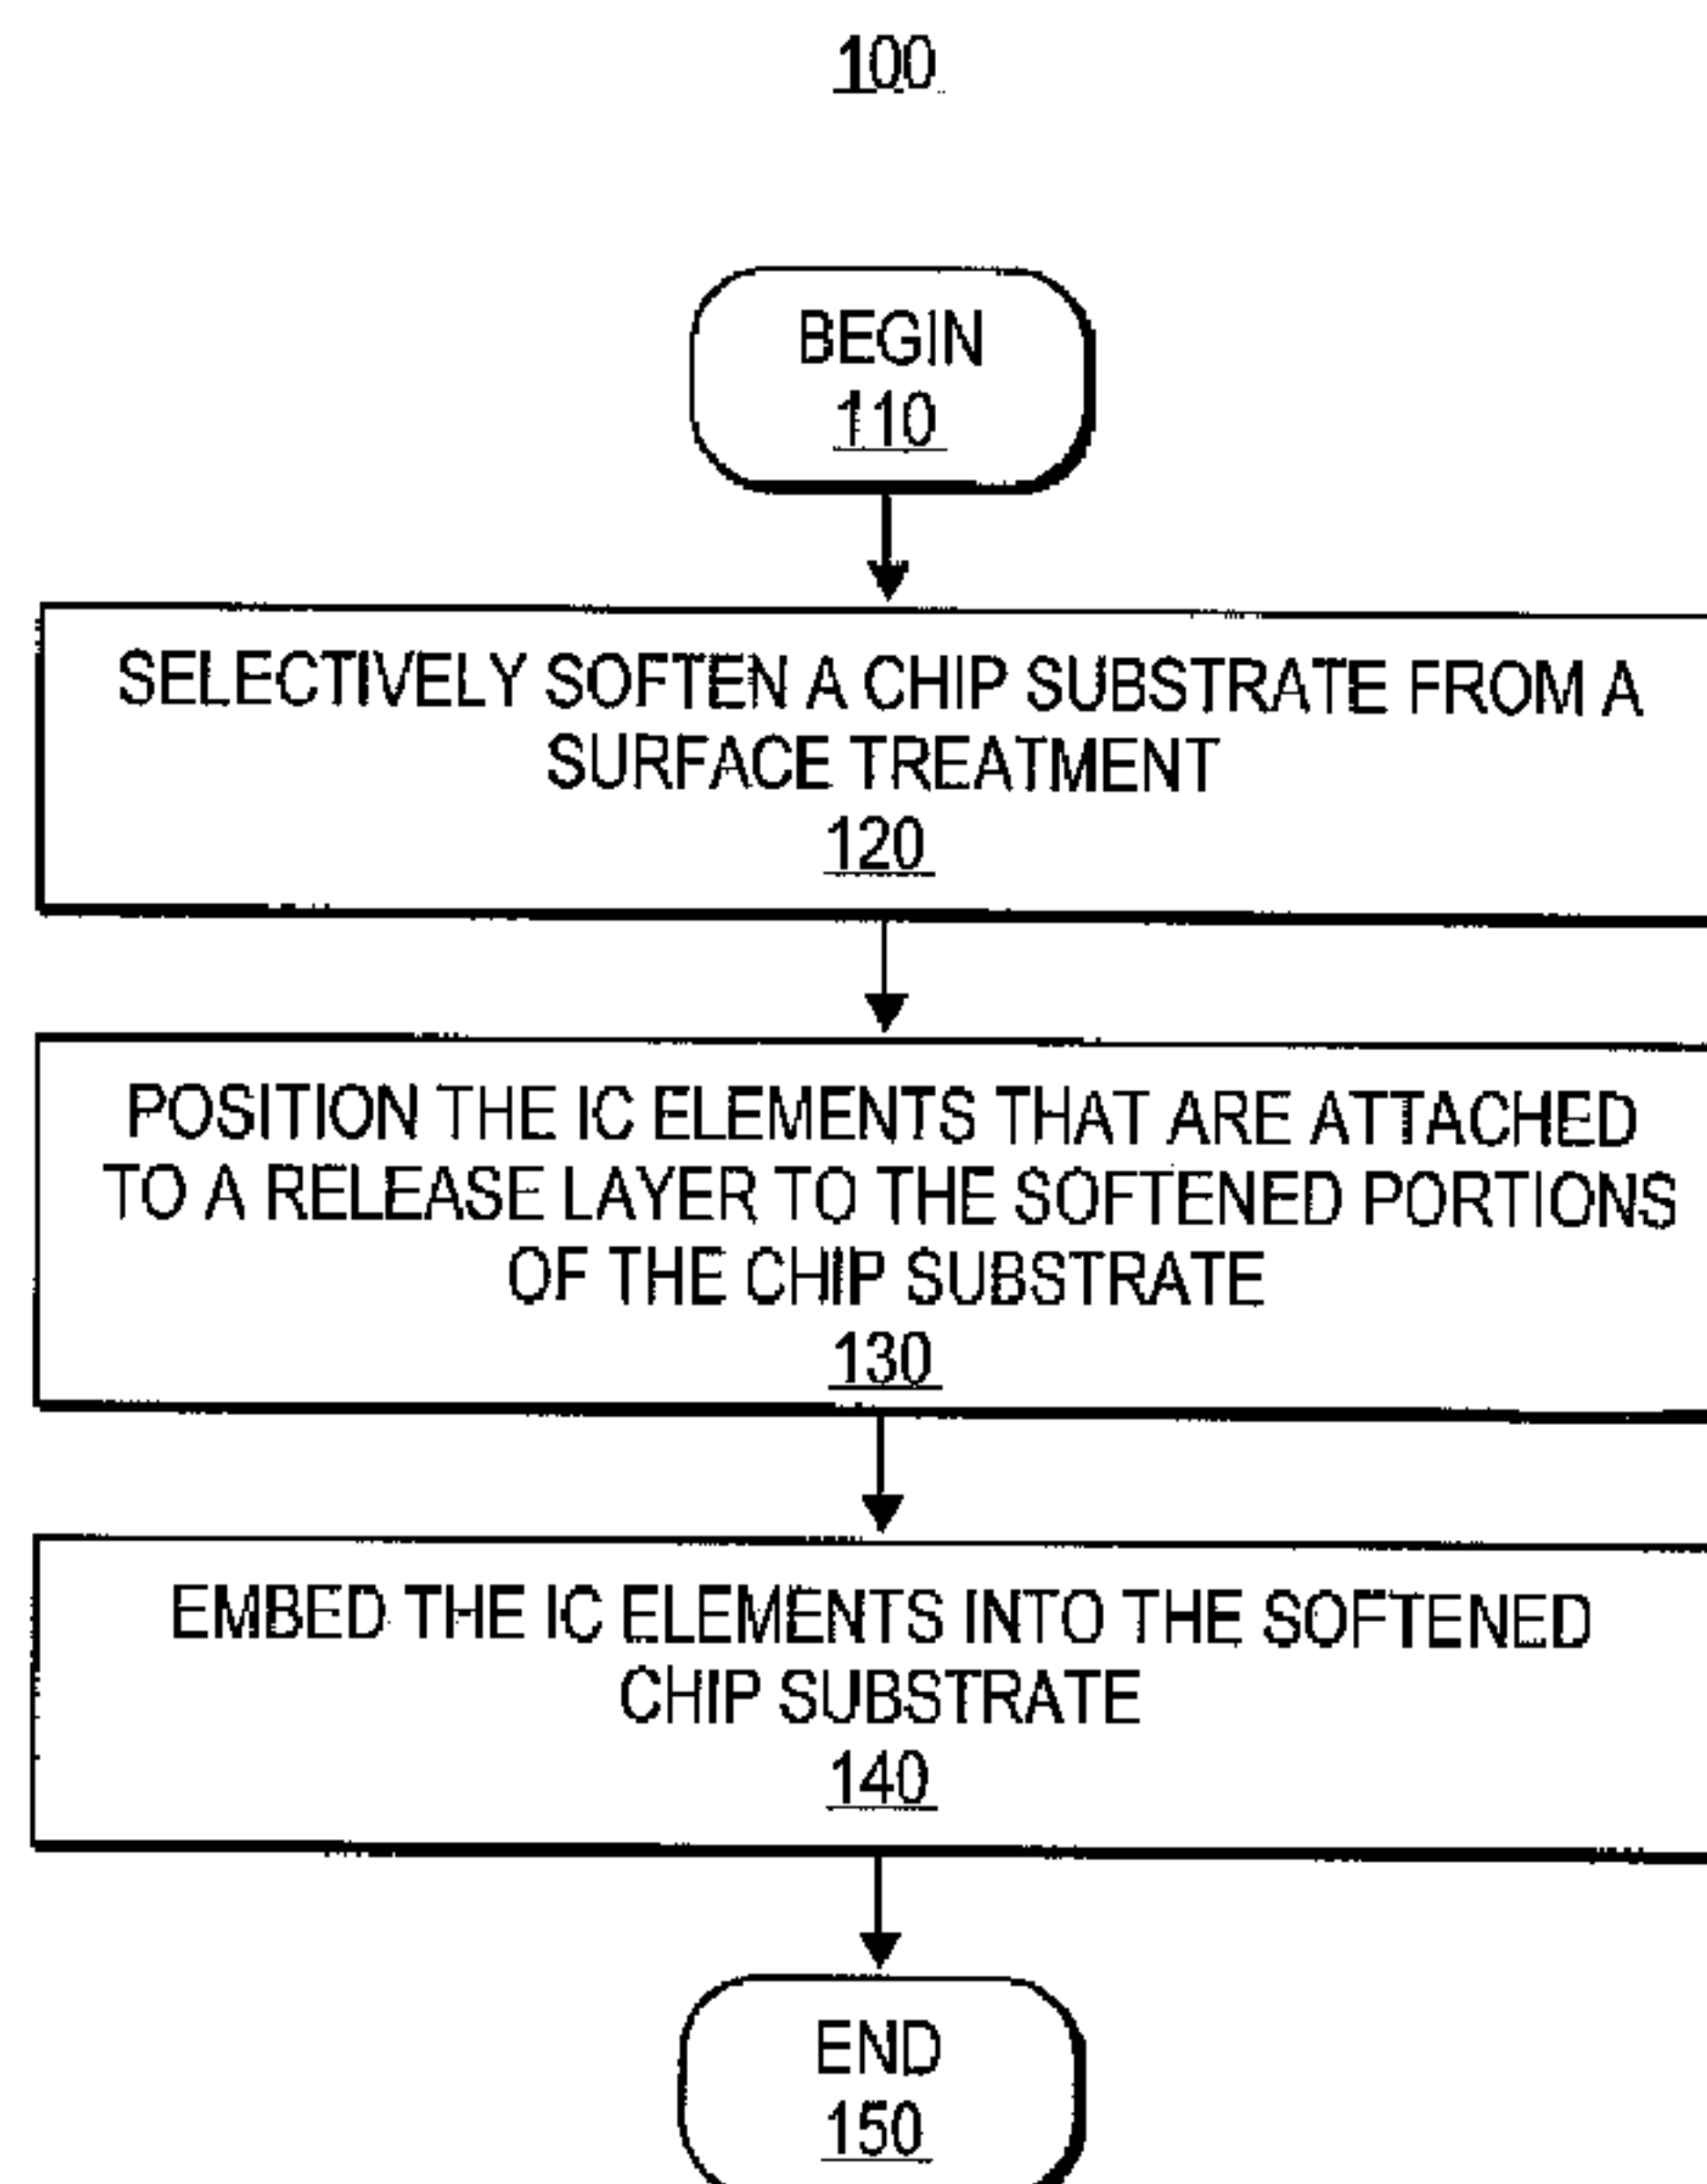 100
BEGIN
110
SELECTIVELY SOFTEN A CHIP SUBSTRATE FROM A
SURFACE TREATMENT
120
POSITION THE IC ELEMENTS THAT ARE ATTACHED
TO A RELEASE LAYER TO THE SOFTENED PORTIONS
OF THE CHIP SUBSTRATE
130
EMBED THE IC ELEMENTS INTO THE SOFTENED
CHIP SUBSTRATE
140
END
150